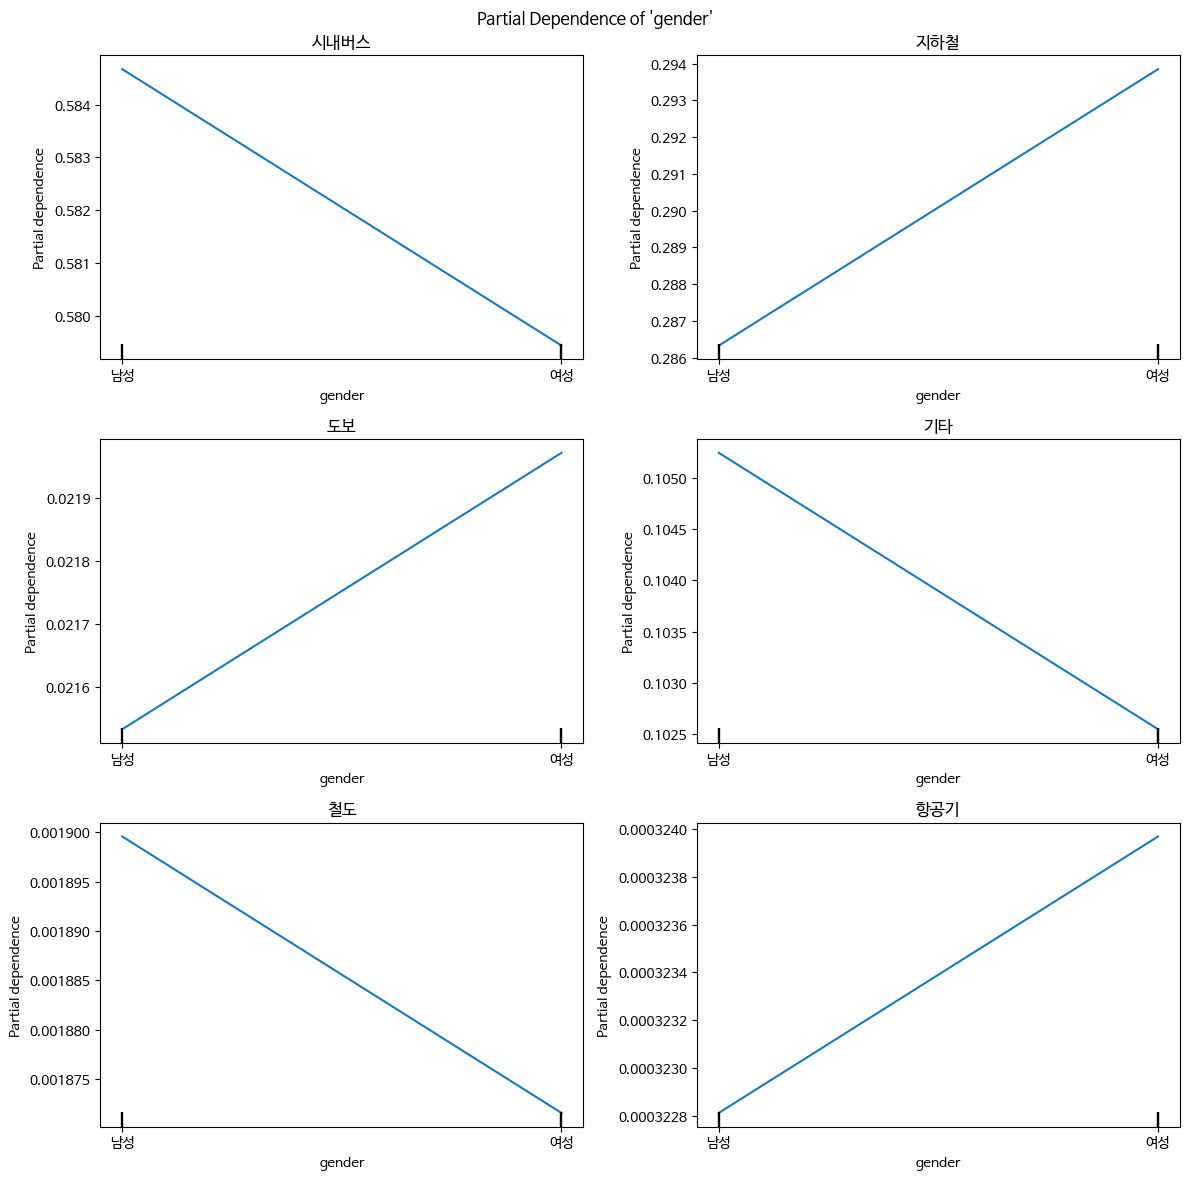 Partial Dependence of 'gender'
시내버스
0.584
0.583
0.582
0.581
0.580
Partial dependence
남성
여성
gender
지하철
0.294
0.293
0.292
0.291
0.290
0.289
0.288
0.287
0.286
Partial dependence
남성
여성
gender
도보
0.0219
0.0218
0.0217
0.0216
Partial dependence
남성
여성
gender
기타
0.1050
0.1045
0.1040
0.1035
0.1030
0.1025
Partial dependence
남성
여성
gender
철도
0.001900
0.001895
0.001890
0.001885
0.001880
0.001875
Partial dependence
남성
여성
gender
항공기
0.0003240
0.0003238
0.0003236
0.0003234
0.0003232
0.0003230
0.0003228
Partial dependence
남성
여성
gender